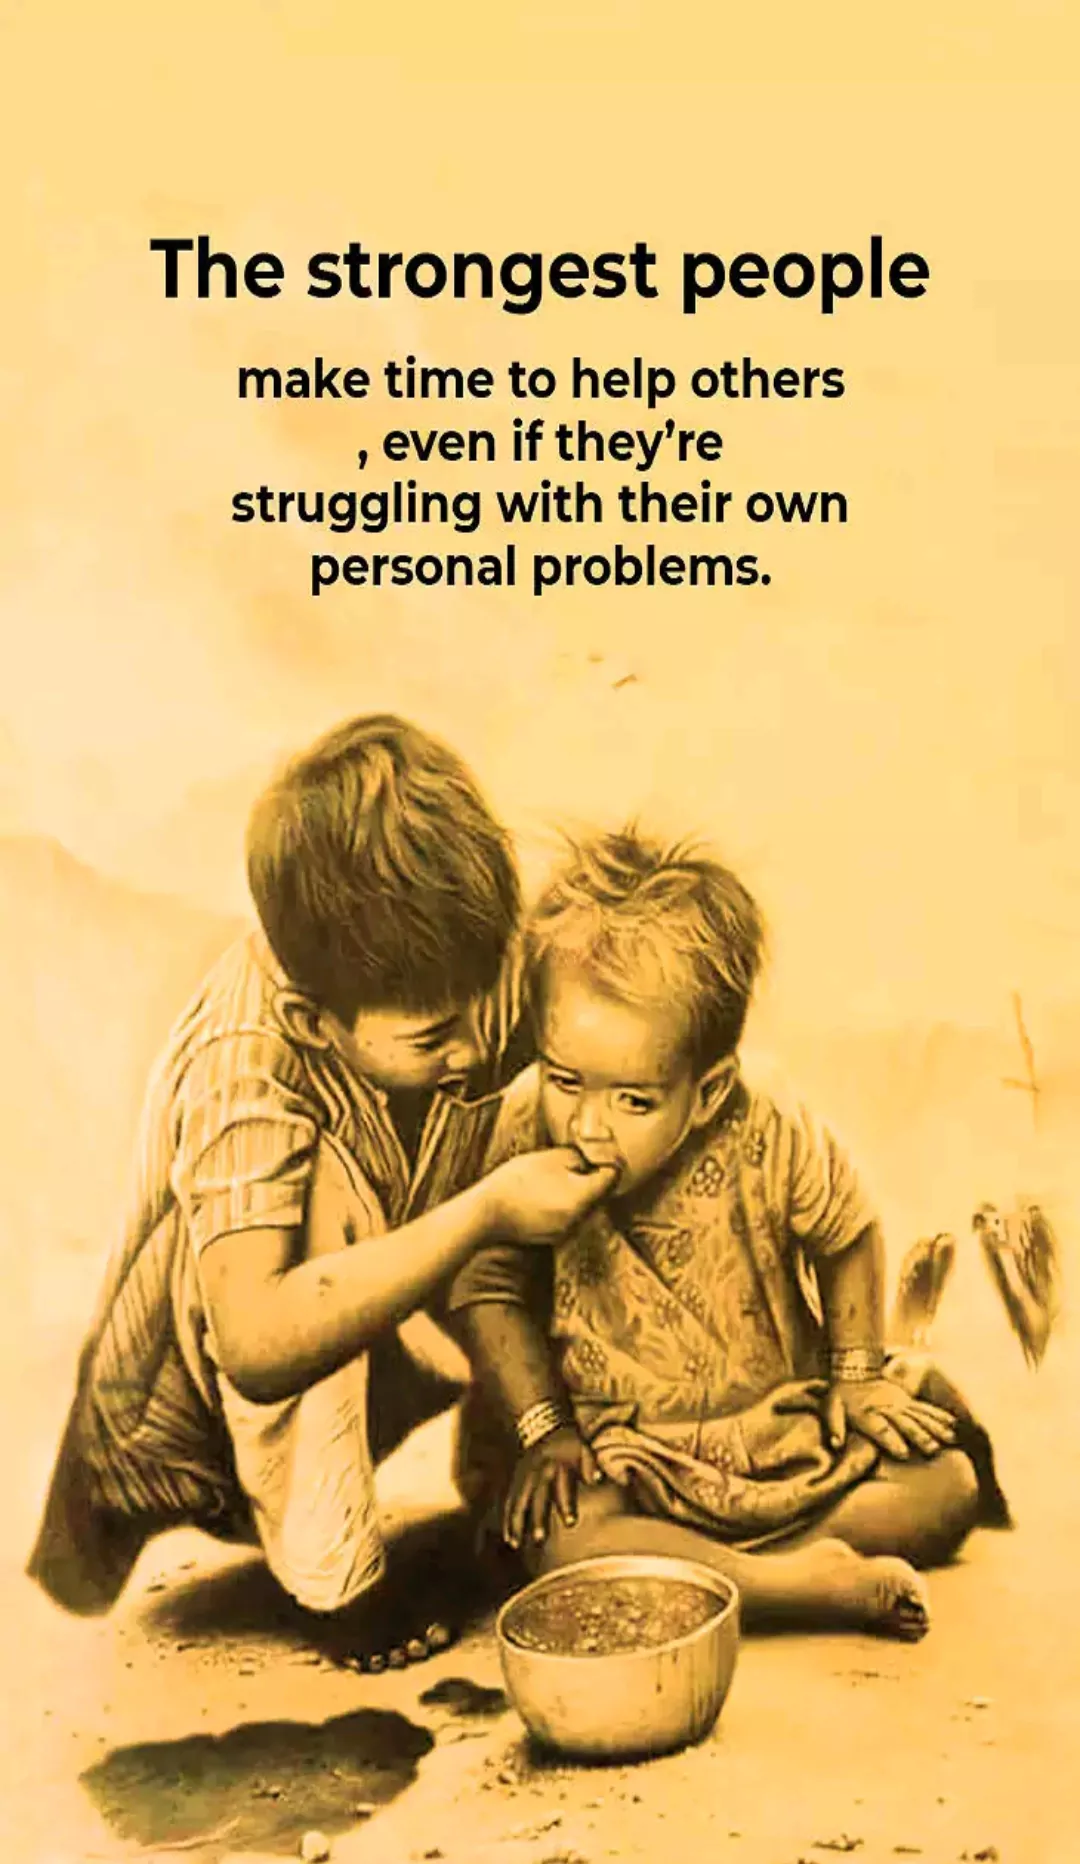 The strongest people
make time to help others
, even if they’re
struggling with their own
personal problems.